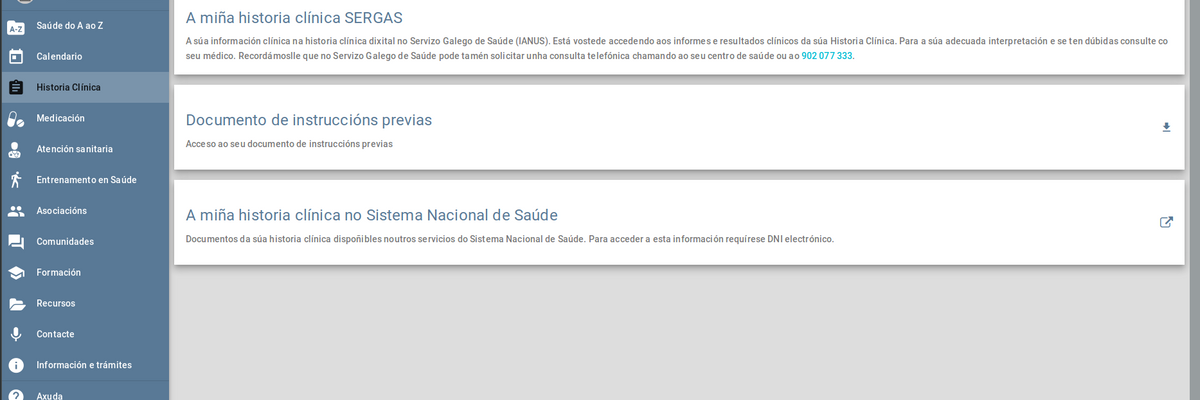 A-Z Saúde do A ao Z
Calendario
Historia Clínica
Medicación
Atención sanitaria
Entrenamento en Saúde
Asociacións
Comunidades
Formación
Recursos
Contacte
Información e trámites
Axuda
A miña historia clínica SERGAS
A súa información clínica na historia clínica dixital no Servizo Galego de Saúde (IANUS). Está vostede accedendo aos informes e resultados clínicos da súa Historia Clínica. Para a súa adecuada interpretación e se ten dúbidas consulte co
seu médico. Recordámoslle que no Servizo Galego de Saúde pode tamén solicitar unha consulta telefónica chamando ao seu centro de saúde ou ao 902 077 333.
Documento de instruccións previas
Acceso ao seu documento de instruccións previas
A miña historia clínica no Sistema Nacional de Saúde
Documentos da súa historia clínica dispoñibles noutros servicios do Sistema Nacional de Saúde. Para acceder a esta información requírese DNI electrónico.